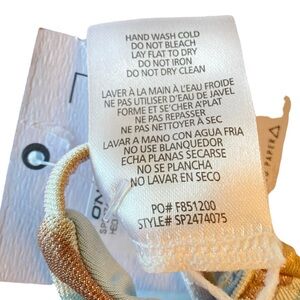 HAND WASH COLD
DO NOT BLEACH
LAY FLAT TO DRY
DO NOT IRON
DO NOT DRY CLEAN
LAVER À LA MAIN À L'EAU FROIDE
NE PAS UTILISER D'EAU DE JAVEL
FORME ET SE'CHER A'PLAT
NE PAS REPASSER
NE PAS NETTOYER À SEC
LAVAR A MANO CON AGUA FRIA
NO USE BLANQUEDOR
ECHA PLANAS SECARSE
NO SE PLANCHA
NO LAVAR EN SECO
PO# F851200
STYLE# SP2474075
PAPER